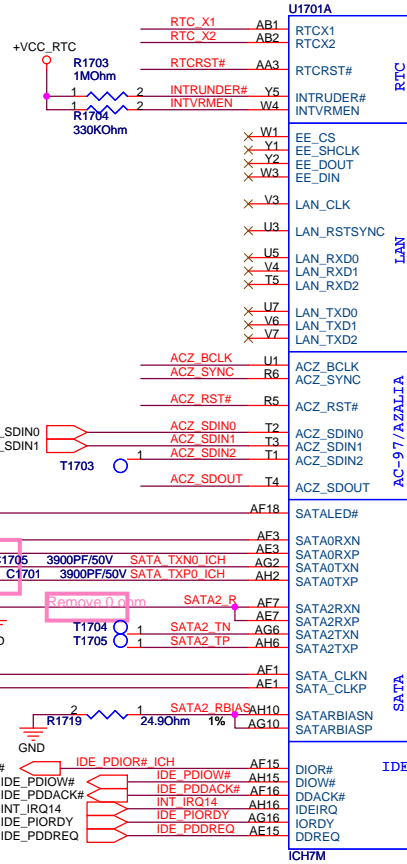 U1701A
RTC_X1 AB1 RTCX1
RTC_X2 AB2 RTCX2
+VCC_RTC
R1703
1MOhm
RTCRST# AA3 RTCRST#
RTC
1 2 INTRUNDER# Y5 INTRUDER#
1 2 INTVRMEN W4 INTVRMEN
R1704
330KOhm
W1 EE_CS
Y1 EE_SHCLK
Y2 EE_DOUT
W3 EE_DIN
V3 LAN_CLK
U3 LAN_RSTSYNC
LAN
U5 LAN_RXD0
V4 LAN_RXD1
T5 LAN_RXD2
U7 LAN_TXD0
V6 LAN_TXD1
V7 LAN_TXD2
ACZ_BCLK U1 ACZ_BCLK
ACZ_SYNC R6 ACZ_SYNC
ACZ_RST# R5 ACZ_RST#
AC-97/AZALIA
_SDIN0 ACZ_SDIN0 T2 ACZ_SDIN0
_SDIN1 ACZ_SDIN1 T3 ACZ_SDIN1
T1703 1 ACZ_SDIN2 T1 ACZ_SDIN2
ACZ_SDOUT T4 ACZ_SDOUT
AF18 SATALED#
AF3 SATA0RXN
AE3 SATA0RXP
C1705 3900PF/50V SATA_TXN0_ICH AG2 SATA0TXN
C1701 3900PF/50V SATA_TXP0_ICH AH2 SATA0TXP
Remove 0 ohm SATA2_R AF7 SATA2RXN
AE7 SATA2RXP
T1704 1 SATA2_TN AG6 SATA2TXN
T1705 1 SATA2_TP AH6 SATA2TXP
D
AF1 SATA_CLKN
AE1 SATA_CLKP
SATA
2 1 SATA2_RBIAS AH10 SATARBIASN
R1719 24.9Ohm 1% AG10 SATARBIASP
GND
IDE
# IDE_PDIOR#_ICH AF15 DIOR#
IDE_PDIOW# IDE_PDIOW# AH15 DIOW#
IDE_PDDACK# IDE_PDDACK# AF16 DDACK#
INT_IRQ14 INT_IRQ14 AH16 IDEIRQ
IDE_PIORDY IDE_PIORDY AG16 IORDY
IDE_PDDREQ IDE_PDDREQ AE15 DDREQ
ICH7M